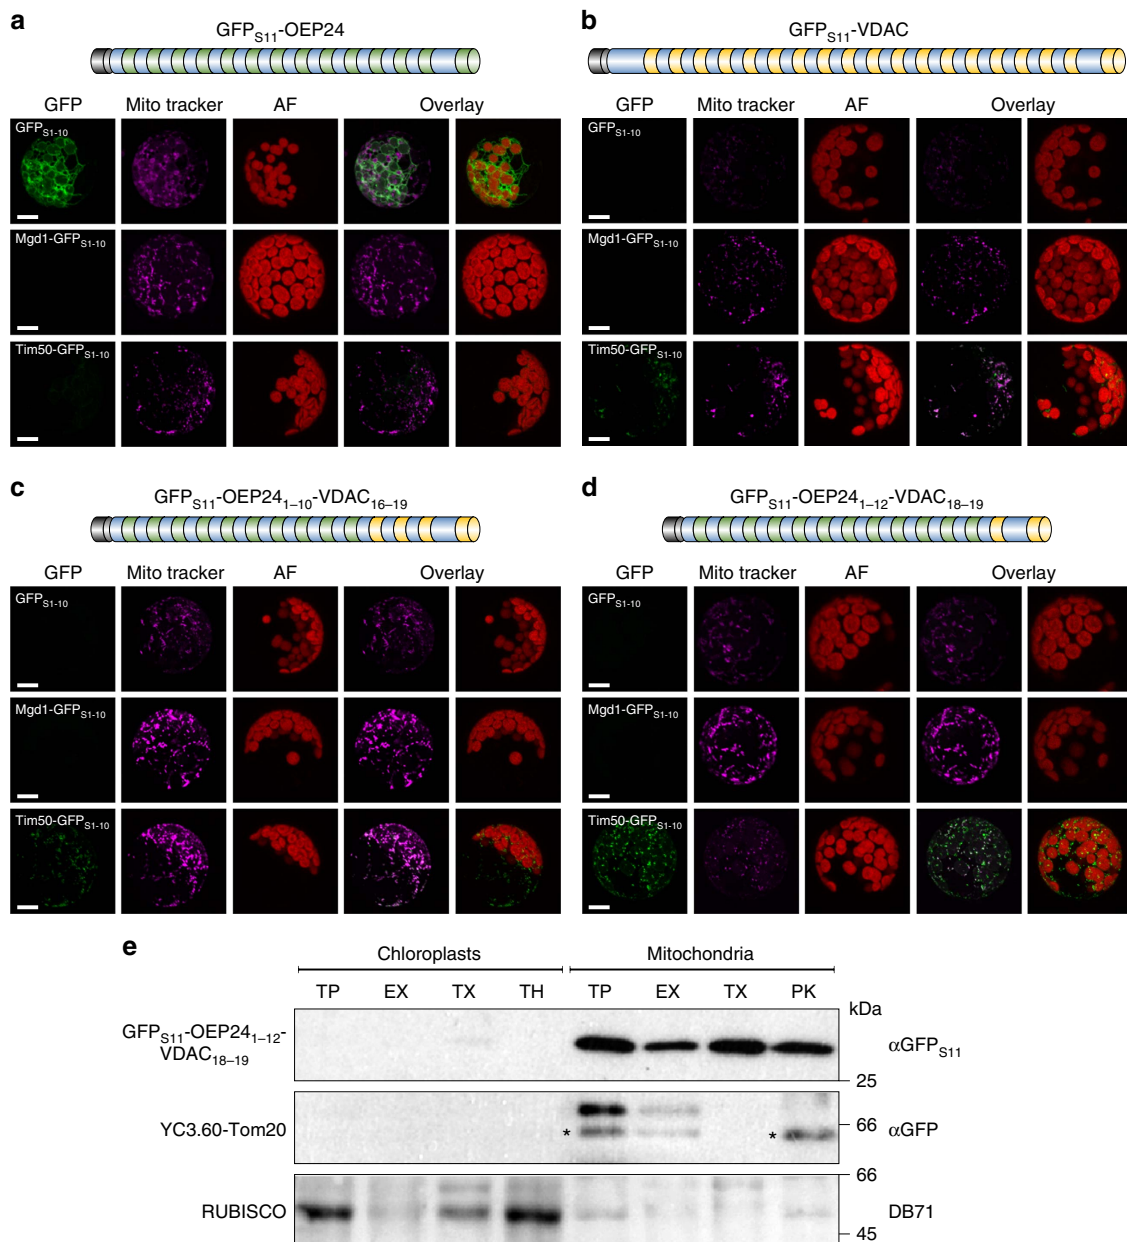 a
GFPS11-OEP24
GFP Mito tracker AF Overlay
GFPS1-10
Mgd1-GFPS1-10
Tim50-GFPS1-10
b
GFPS11-VDAC
GFP Mito tracker AF Overlay
GFPS1-10
Mgd1-GFPS1-10
Tim50-GFPS1-10
c
GFPS11-OEP241–10-VDAC16–19
GFP Mito tracker AF Overlay
GFPS1-10
Mgd1-GFPS1-10
Tim50-GFPS1-10
d
GFPS11-OEP241–12-VDAC18–19
GFP Mito tracker AF Overlay
GFPS1-10
Mgd1-GFPS1-10
Tim50-GFPS1-10
e
Chloroplasts Mitochondria
TP EX TX TH TP EX TX PK
kDa
GFPS11-OEP241–12-
VDAC18–19
αGFPS11
25
YC3.60-Tom20
* *
66
αGFP
66
RUBISCO
DB71
45